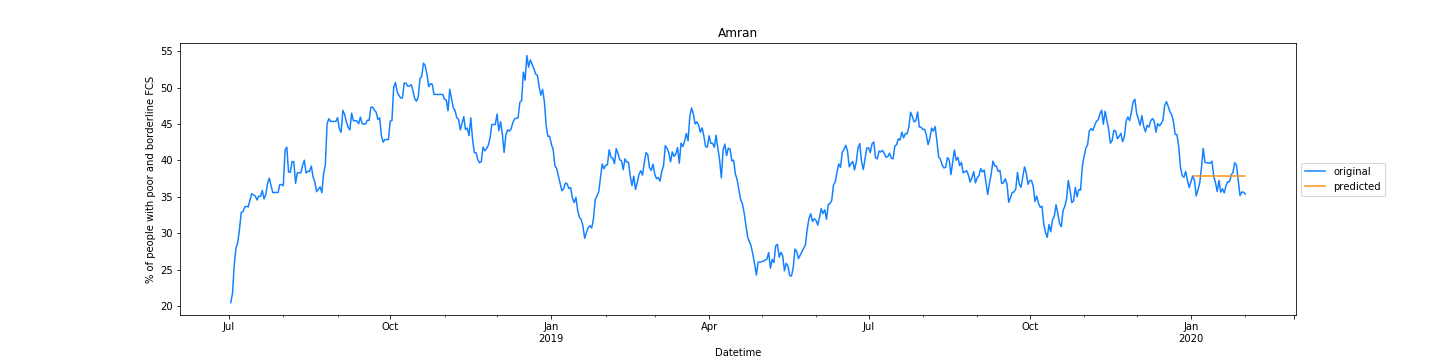 Amran
% of people with poor and borderline FCS
55
50
45
40
35
30
25
20
Jul
Oct
Jan
2019
Apr
Jul
Oct
Jan
2020
Datetime
original
predicted